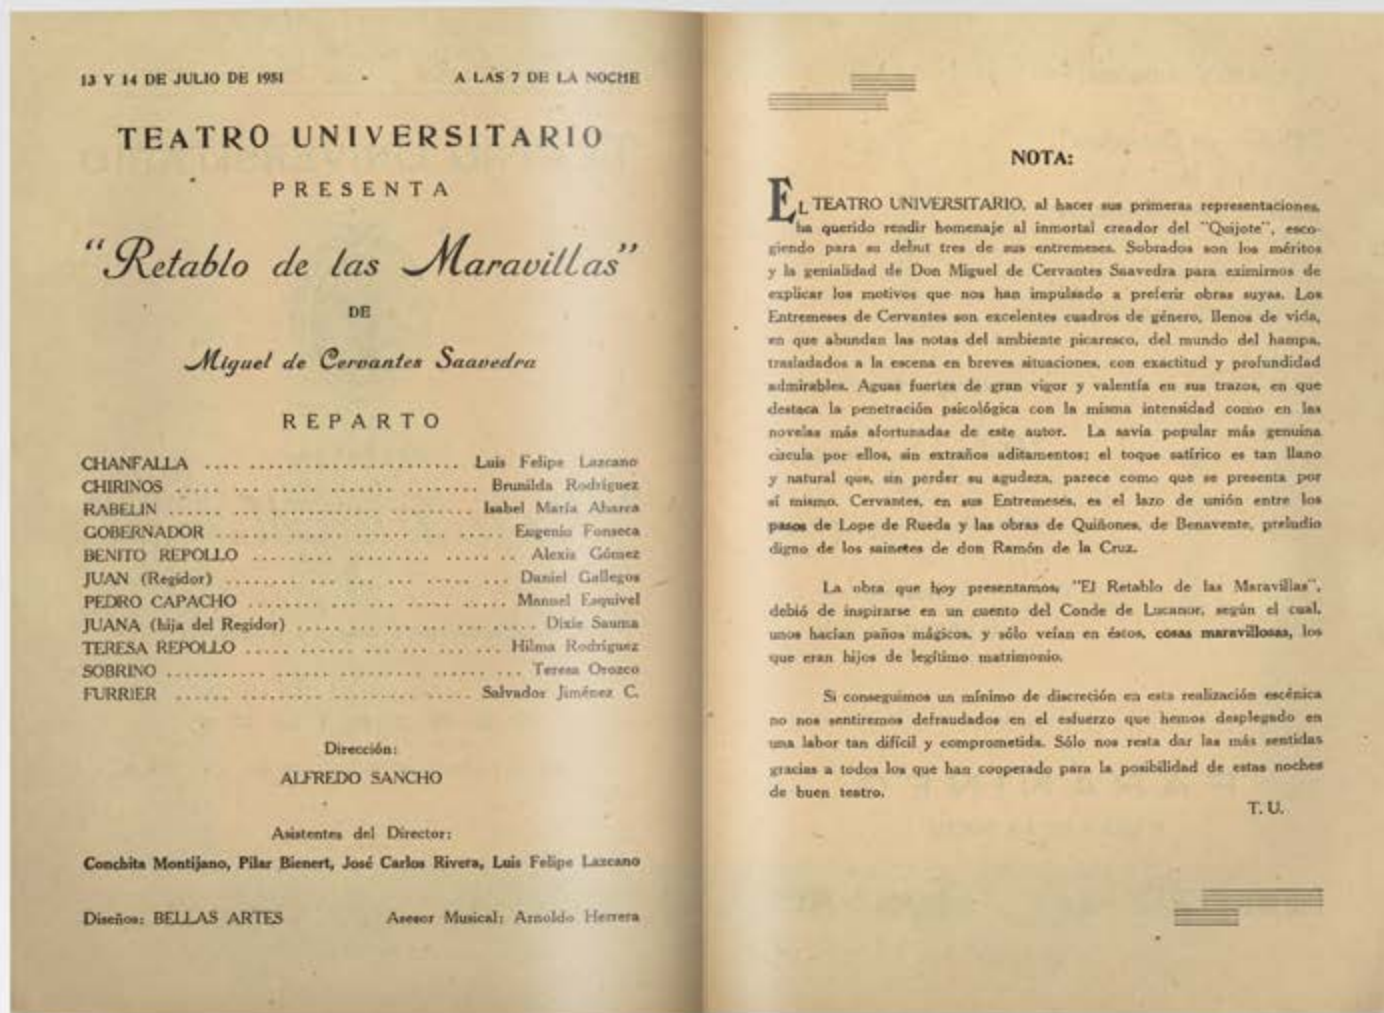 13 Y 14 DE JULIO DE 1951 - A LAS 7 DE LA NOCHE
TEATRO UNIVERSITARIO
PRESENTA
"Retablo de las Maravillas"
DE
Miguel de Cervantes Saavedra
REPARTO
CHANFALLA .... ....................... Luis Felipe Lazcano
CHIRINOS ..... ... ...... ............ ........ Brunilda Rodríguez
RABELIN ...... ... ............ ...... ........ Isabel María Abarca
GOBERNADOR ...... ...... ... ... ... ..... Eugenio Fonseca
BENITO REPOLLO ......... ......... ...... .. Alexis Gómez
JUAN (Regidor) ....... ... ... ... ...... ... Daniel Gallegos
PEDRO CAPACHO ........ ... ... ... ...... Manuel Esquivel
JUANA (hija del Regidor) ..... ... ... ... ..... Dixie Sauma
TERESA REPOLLO ..... ..... ... ... ... ... Hilma Rodríguez
SOBRINO ........... ...... ......... ...... .. Teresa Orozco
FURRIER ...... ......... ......... ..... Salvador Jiménez C.
Dirección:
ALFREDO SANCHO
Asistentes del Director:
Conchita Montijano, Pilar Bienert, José Carlos Rivera, Luis Felipe Lazcano
Diseños: BELLAS ARTES Asesor Musical: Arnoldo Herrera
NOTA:
EL TEATRO UNIVERSITARIO, al hacer sus primeras representaciones,
ha querido rendir homenaje al inmortal creador del "Quijote", esco-
giendo para su debut tres de sus entremeses. Sobrados son los méritos
y la genialidad de Don Miguel de Cervantes Saavedra para eximirnos de
explicar los motivos que nos han impulsado a preferir obras suyas. Los
Entremeses de Cervantes son excelentes cuadros de género, llenos de vida,
en que abundan las notas del ambiente picaresco, del mundo del hampa,
trasladados a la escena en breves situaciones, con exactitud y profundidad
admirables. Aguas fuertes de gran vigor y valentía en sus trazos, en que
destaca la penetración psicológica con la misma intensidad como en las
novelas más afortunadas de este autor. La savia popular más genuina
circula por ellos, sin extraños aditamentos; el toque satírico es tan llano
y natural que, sin perder su agudeza, parece como que se presenta por
sí mismo. Cervantes, en sus Entremeses, es el lazo de unión entre los
pasos de Lope de Rueda y las obras de Quiñones, de Benavente, preludio
digno de los sainetes de don Ramón de la Cruz.
La obra que hoy presentamos, "El Retablo de las Maravillas",
debió de inspirarse en un cuento del Conde de Lucanor, según el cual,
unos hacían paños mágicos, y sólo veían en éstos, cosas maravillosas, los
que eran hijos de legítimo matrimonio.
Si conseguimos un mínimo de discreción en esta realización escénica
no nos sentiremos defraudados en el esfuerzo que hemos desplegado en
una labor tan difícil y comprometida. Sólo nos resta dar las más sentidas
gracias a todos los que han cooperado para la posibilidad de estas noches
de buen teatro.
T. U.